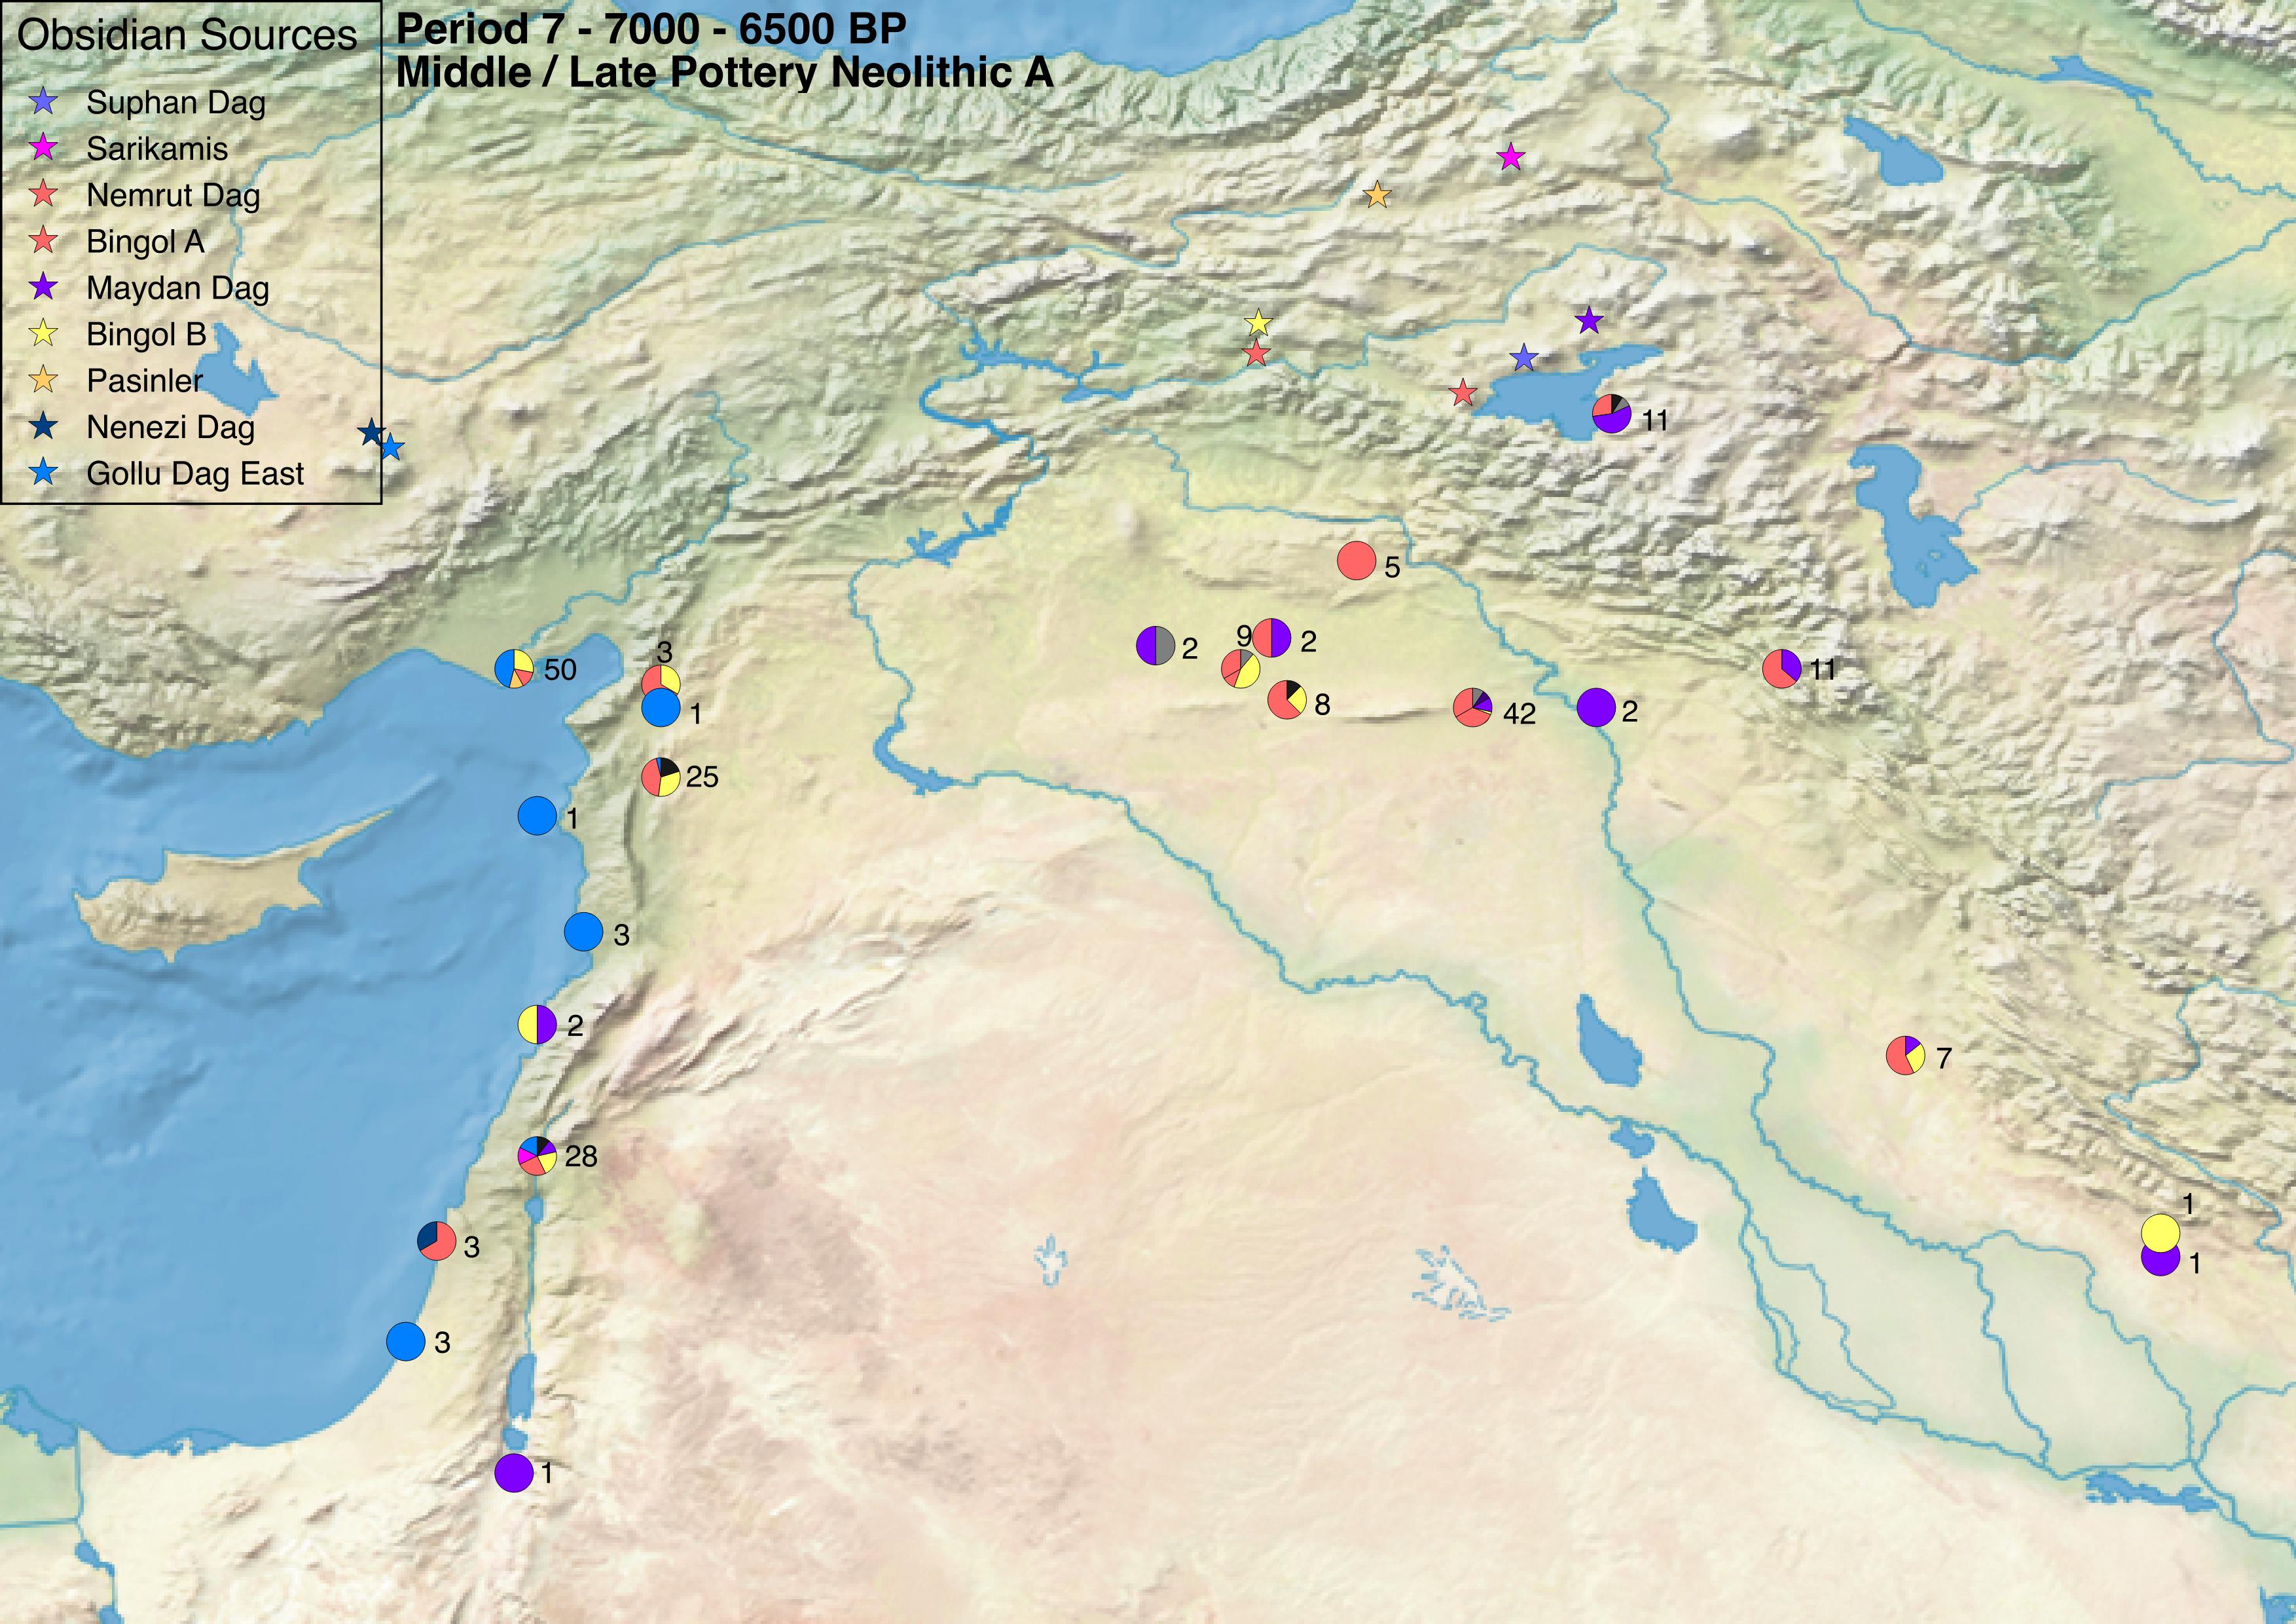 Obsidian Sources
Suphan Dag
Sarikamis
Nemrut Dag
Bingol A
Maydan Dag
Bingol B
Pasinler
Nenezi Dag
Gollu Dag East
Period 7 - 7000 - 6500 BP
Middle / Late Pottery Neolithic A
11
5
9
2
2
3
50
11
8
1
42
2
25
1
3
2
7
28
1
3
1
3
1